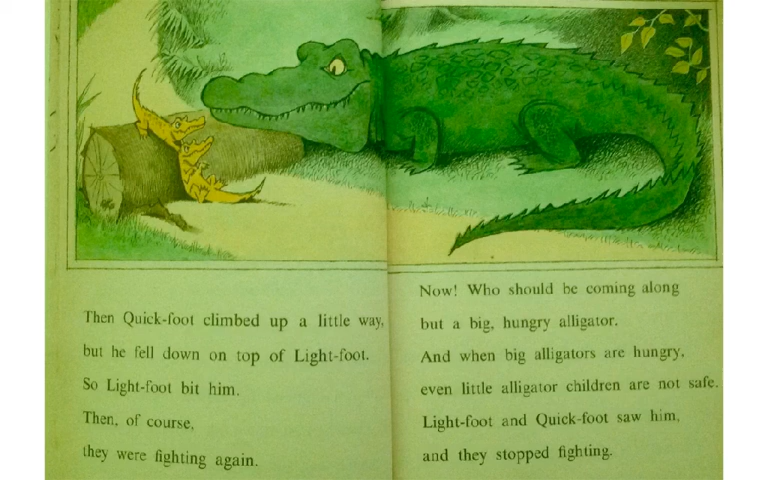 Then Quick-foot climbed up a little way,
but he fell down on top of Light-foot.
So Light-foot bit him.
Then, of course,
they were fighting again.
Now! Who should be coming along
but a big, hungry alligator.
And when big alligators are hungry,
even little alligator children are not safe.
Light-foot and Quick-foot saw him,
and they stopped fighting.